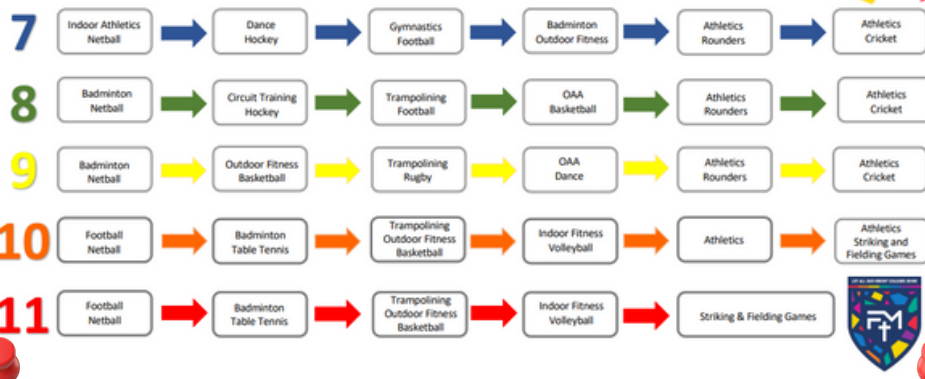 7
Indoor Athletics
Netball
Dance
Hockey
Gymnastics
Football
Badminton
Outdoor Fitness
Athletics
Rounders
Athletics
Cricket
8
Badminton
Netball
Circuit Training
Hockey
Trampolining
Football
OAA
Basketball
Athletics
Rounders
Athletics
Cricket
9
Badminton
Netball
Outdoor Fitness
Basketball
Trampolining
Rugby
OAA
Dance
Athletics
Rounders
Athletics
Cricket
10
Football
Netball
Badminton
Table Tennis
Trampolining
Outdoor Fitness
Basketball
Indoor Fitness
Volleyball
Athletics
Athletics
Striking and
Fielding Games
11
Football
Netball
Badminton
Table Tennis
Trampolining
Outdoor Fitness
Basketball
Indoor Fitness
Volleyball
Striking & Fielding Games
FM